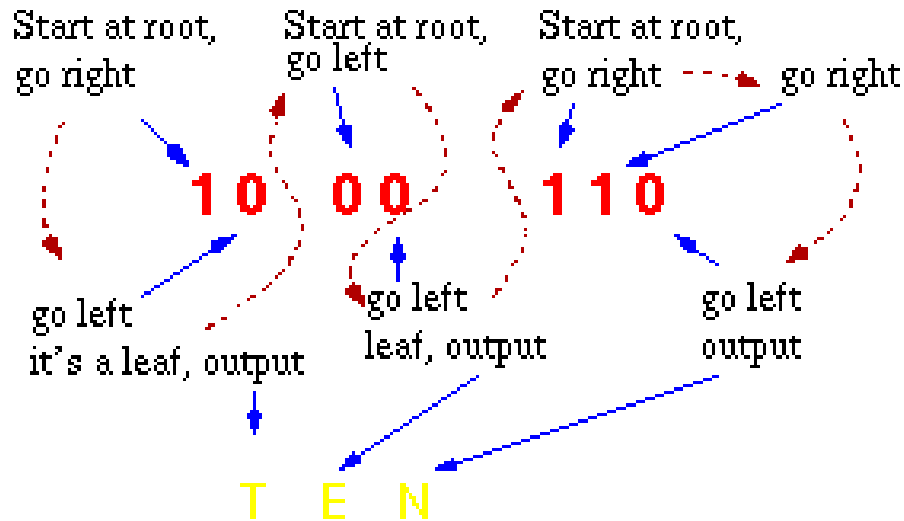 Start at root,
go right
Start at root,
go left
Start at root,
go right
go right
10 00 110
go left
it's a leaf, output
go left
leaf, output
go left
output
T E N